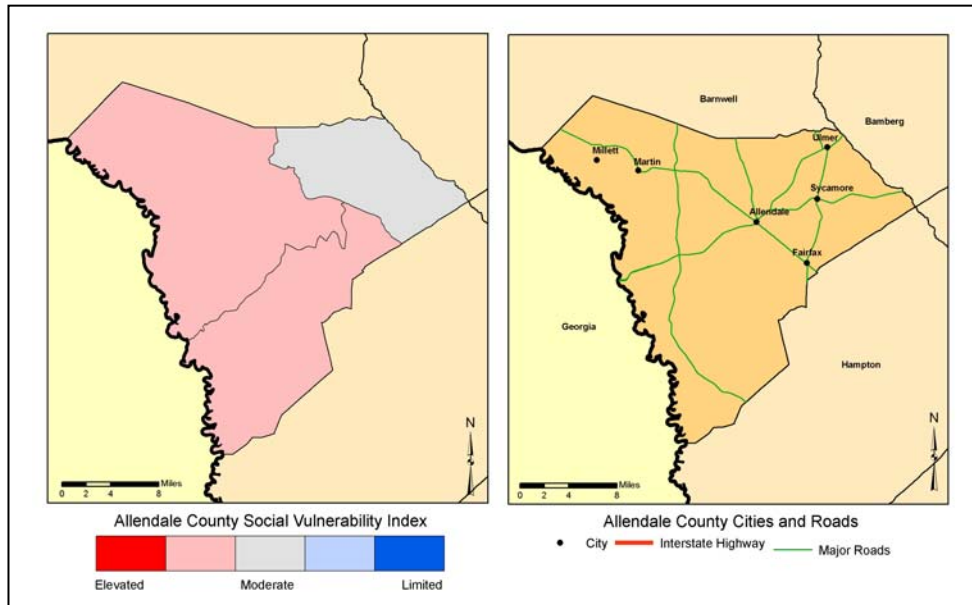 N
Miles
0 2 4 8
Allendale County Social Vulnerability Index
Elevated Moderate Limited
Barnwell
Bamberg
Ulmer
Millett
Martin
Sycamore
Allendale
Fairfax
Georgia
Hampton
N
Miles
0 2 4 8
Allendale County Cities and Roads
City Interstate Highway Major Roads